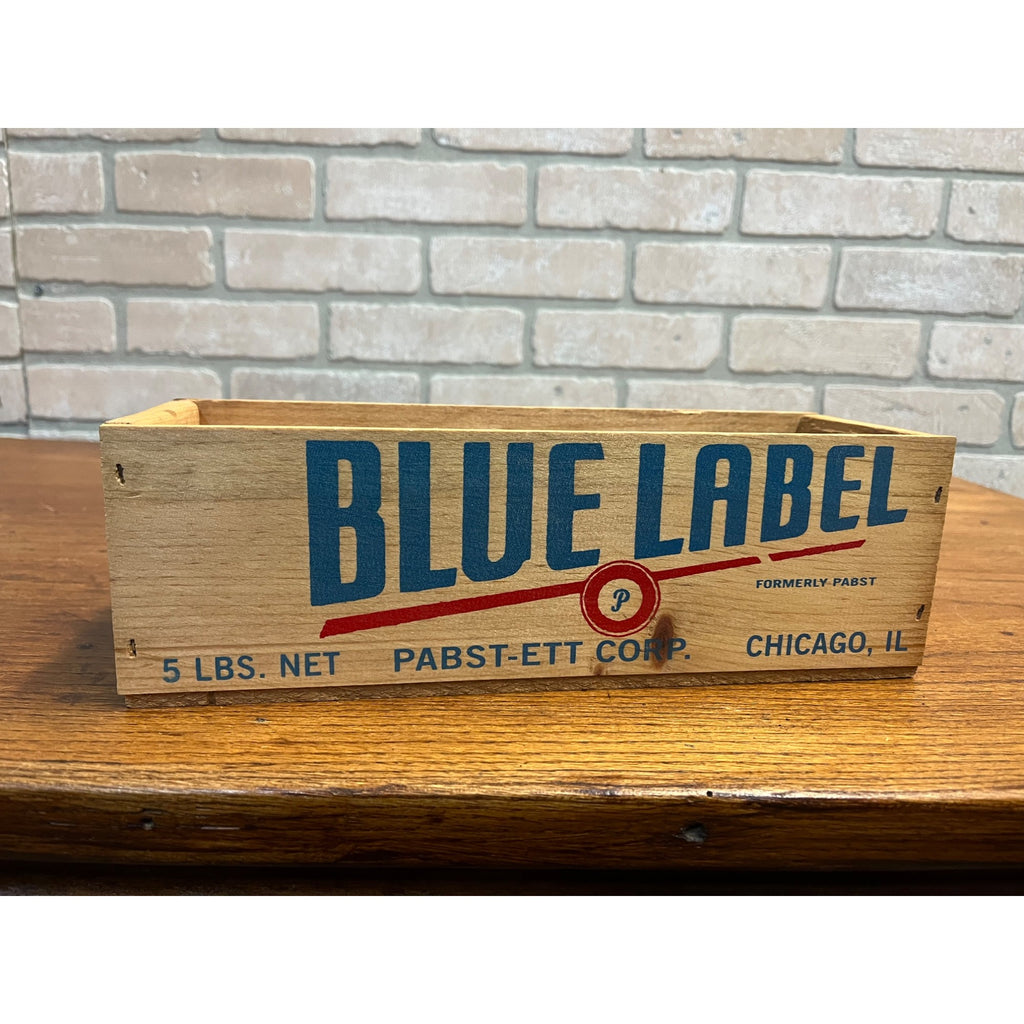 BLUE LABEL
FORMERLY PABST
P
5 LBS. NET PABST-ETT CORP. CHICAGO, IL